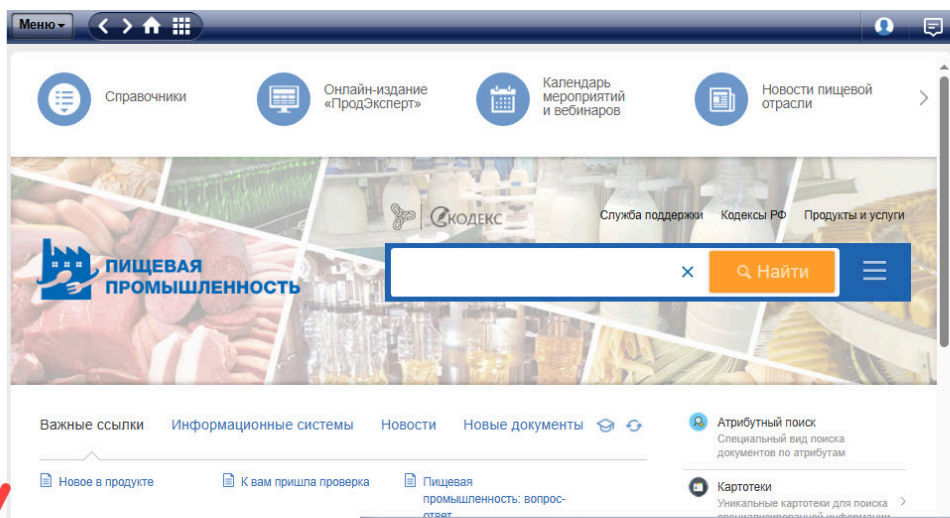 Меню
Справочники
Онлайн-издание
«ПродЭксперт»
Календарь
мероприятий
и вебинаров
Новости пищевой
отрасли
КОДЕКС
Служба поддержки Кодексы РФ Продукты и услуги
ПИЩЕВАЯ
ПРОМЫШЛЕННОСТЬ
Найти
Важные ссылки Информационные системы Новости Новые документы
Атрибутный поиск
Специальный вид поиска
документов по атрибутам
Новое в продукте
К вам пришла проверка
Пищевая
промышленность: вопрос-
ответ
Картотеки
Уникальные картотеки для поиска
специализированной информации